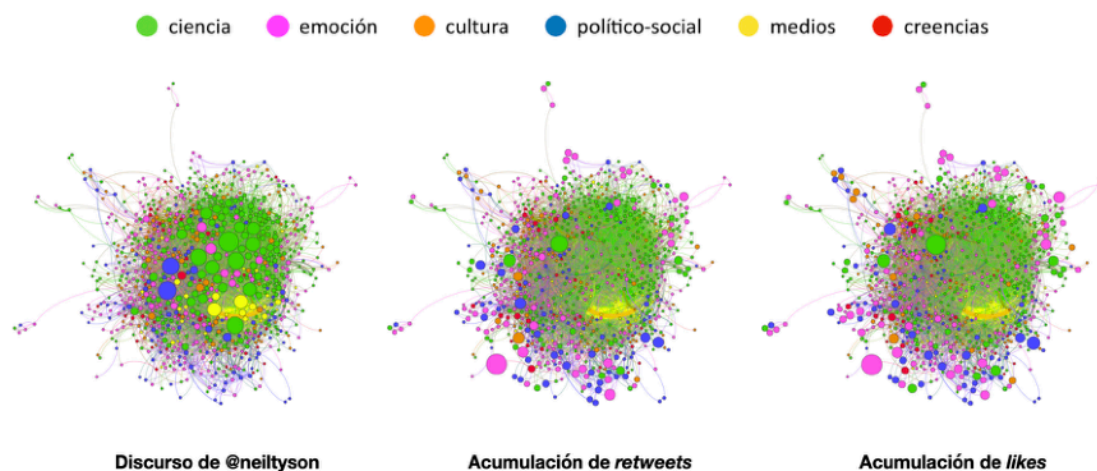 ciencia emoción cultura político-social medios creencias
Discurso de @neiltyson Acumulación de retweets Acumulación de likes